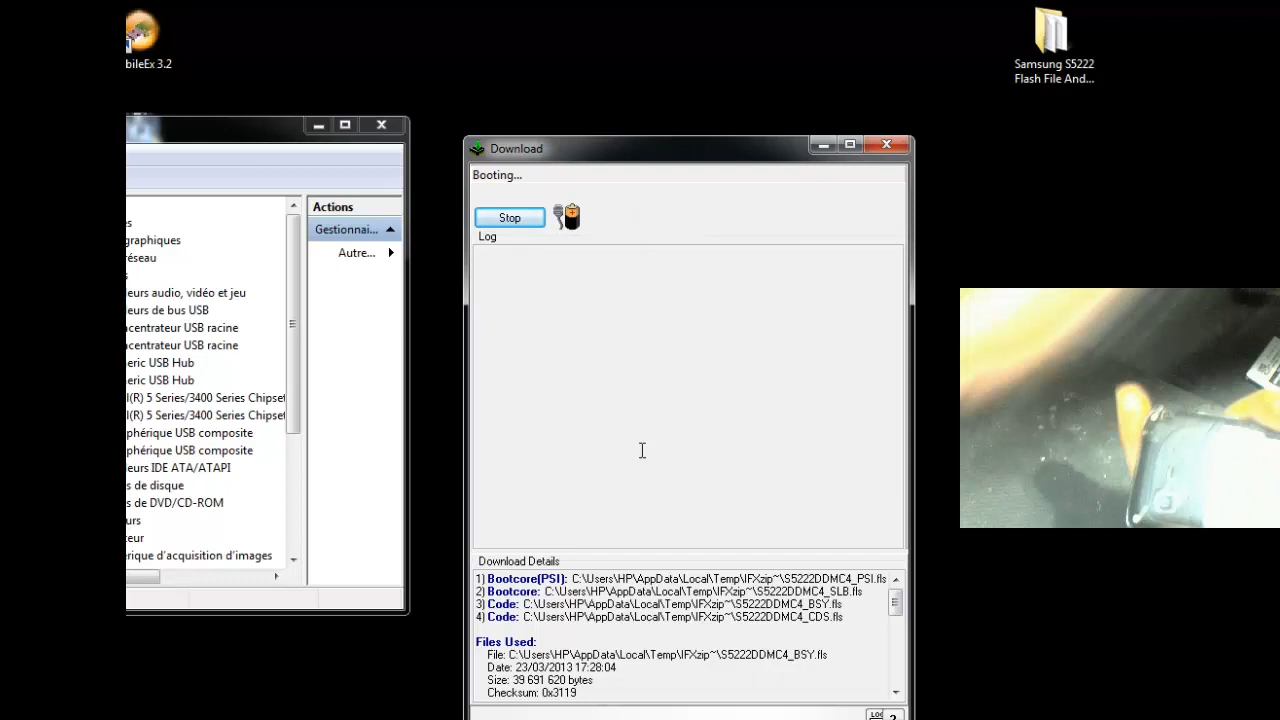 bileEx 3.2
Samsung S5222
Flash File And...
es
graphiques
réseau
s
leurs audio, vidéo et jeu
leurs de bus USB
ncentrateur USB racine
ncentrateur USB racine
eric USB Hub
eric USB Hub
l(R) 5 Series/3400 Series Chipset
l(R) 5 Series/3400 Series Chipset
phérique USB composite
phérique USB composite
leurs IDE ATA/ATAPI
s de disque
s de DVD/CD-ROM
urs
teur
érique d'acquisition d'images
Actions
Gestionnai...
Autre...
Download
Booting...
Stop
Log
Download Details
1) Bootcore(PSI): C:\Users\HP\AppData\Local\Temp\IFXzip~\S5222DDMC4_PSI.fls
2) Bootcore: C:\Users\HP\AppData\Local\Temp\IFXzip~\S5222DDMC4_SLB.fls
3) Code: C:\Users\HP\AppData\Local\Temp\IFXzip~\S5222DDMC4_BSY.fls
4) Code: C:\Users\HP\AppData\Local\Temp\IFXzip~\S5222DDMC4_CDS.fls
Files Used:
File: C:\Users\HP\AppData\Local\Temp\IFXzip~\S5222DDMC4_BSY.fls
Date: 23/03/2013 17:28:04
Size: 39 691 620 bytes
Checksum: 0x3119
LOG
?